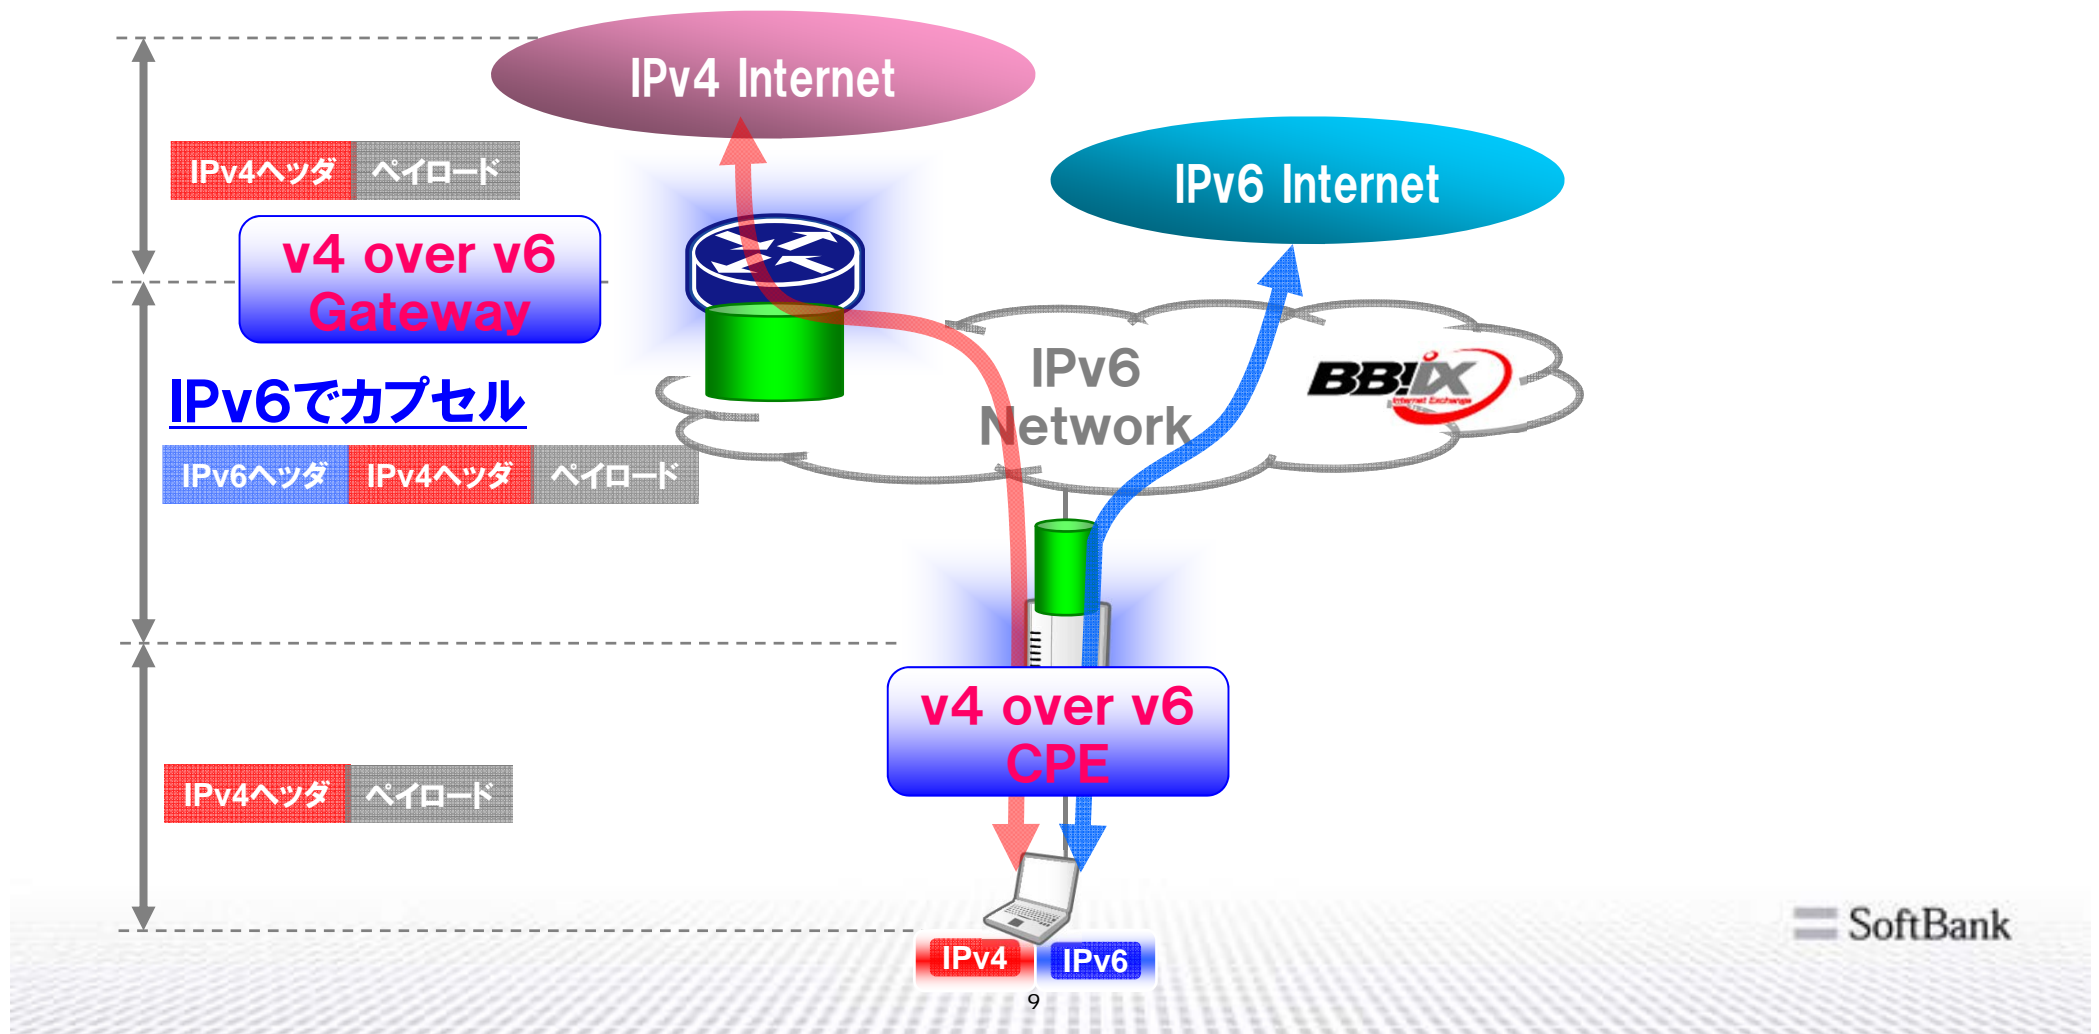 IPv4 Internet
IPv6 Internet
IPv4ヘッダ ペイロード
v4 over v6
Gateway
IPv6
Network
BB!iX
Internet Exchange
IPv6でカプセル
IPv6ヘッダ IPv4ヘッダ ペイロード
v4 over v6
CPE
IPv4ヘッダ ペイロード
SoftBank
IPv4 IPv6
9